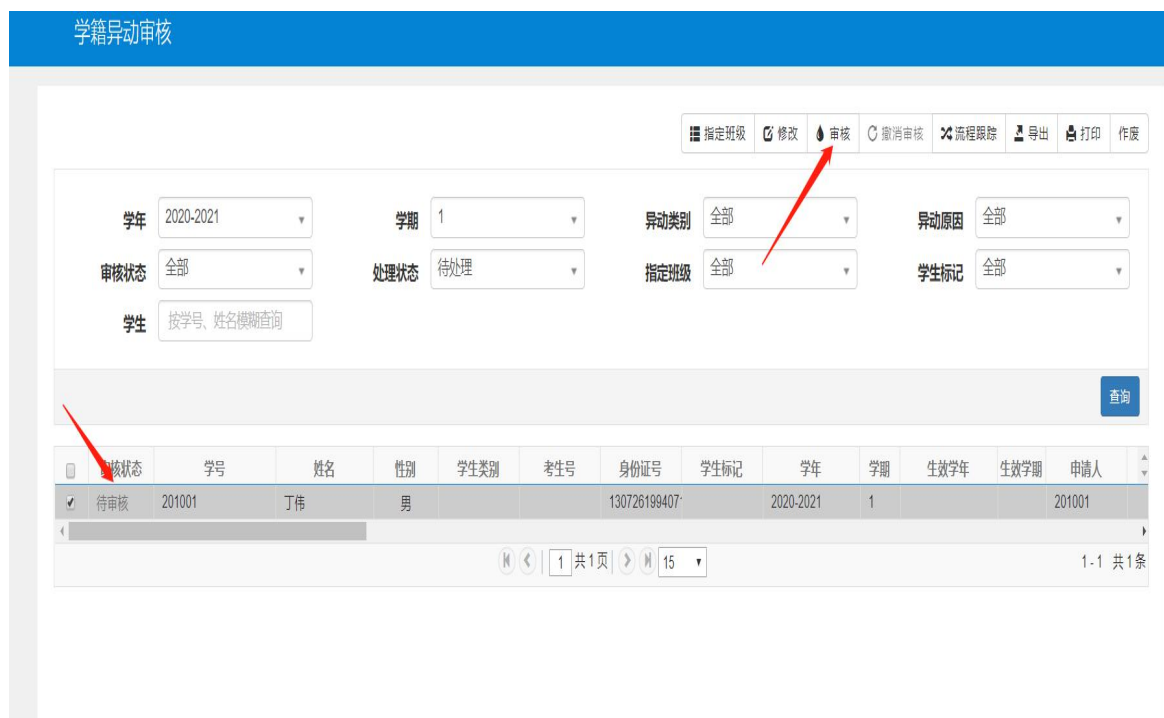 学籍异动审核
指定班级 修改 审核 撤消审核 流程跟踪 导出 打印 作废
学年 2020-2021 学期 1 异动类别 全部 异动原因 全部
审核状态 全部 处理状态 待处理 指定班级 全部 学生标记 全部
学生 按学号、姓名模糊查询
查询
审核状态 学号 姓名 性别 学生类别 考生号 身份证号 学生标记 学年 学期 生效学年 生效学期 申请人
待审核 201001 丁伟 男 130726199407 2020-2021 1 201001
1 共1页 15 1-1 共1条